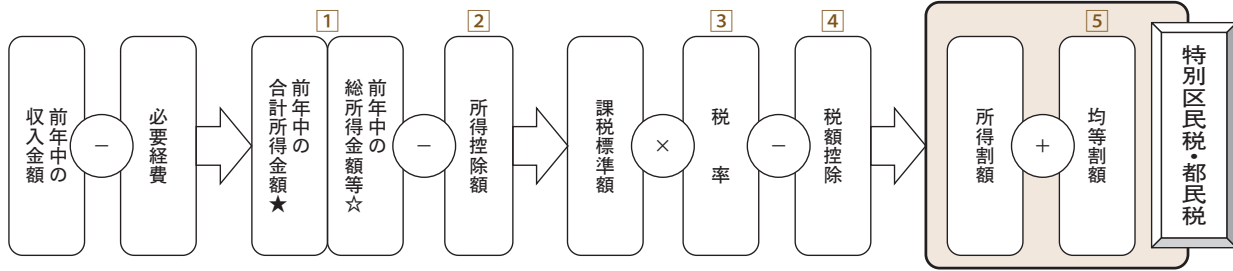 前年中の
収入金額
−
必要経費
1
前年中の
合計所得金額★
前年中の
総所得金額等☆
−
2
所得控除額
課税標準額
×
3
税率
−
4
税額控除
所得割額
+
5
均等割額
特別区民税・都民税